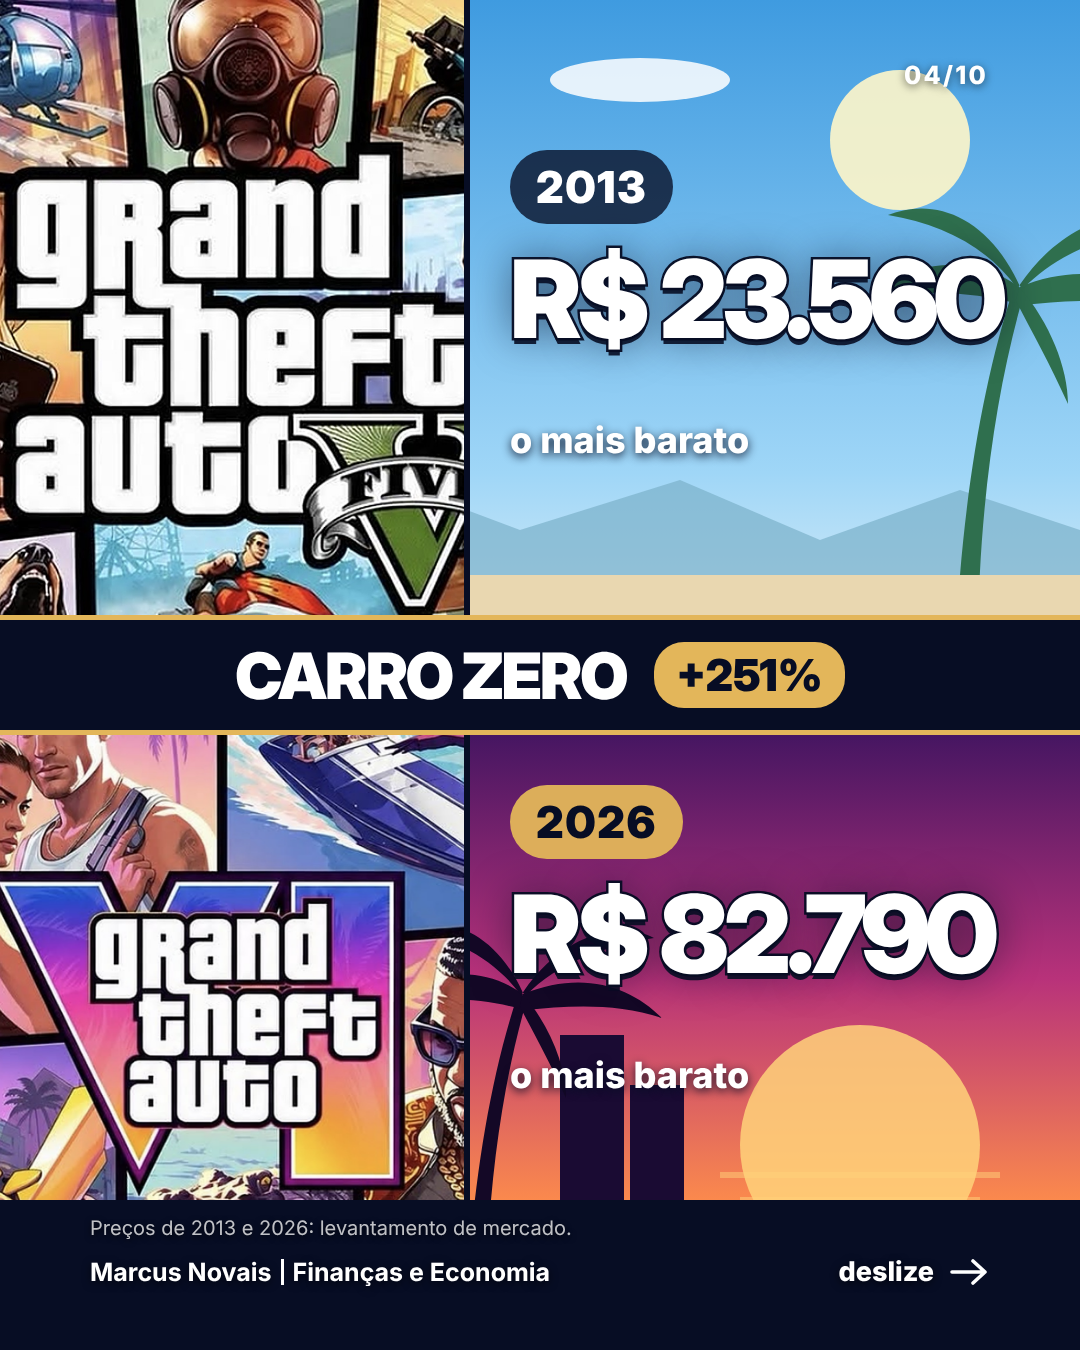 grand
theft
auto
FIV
04/10
2013
R$ 23.560
o mais barato
CARRO ZERO +251%
VI
grand
theft
auto
2026
R$ 82.790
o mais barato
Preços de 2013 e 2026: levantamento de mercado.
Marcus Novais | Finanças e Economia
deslize →